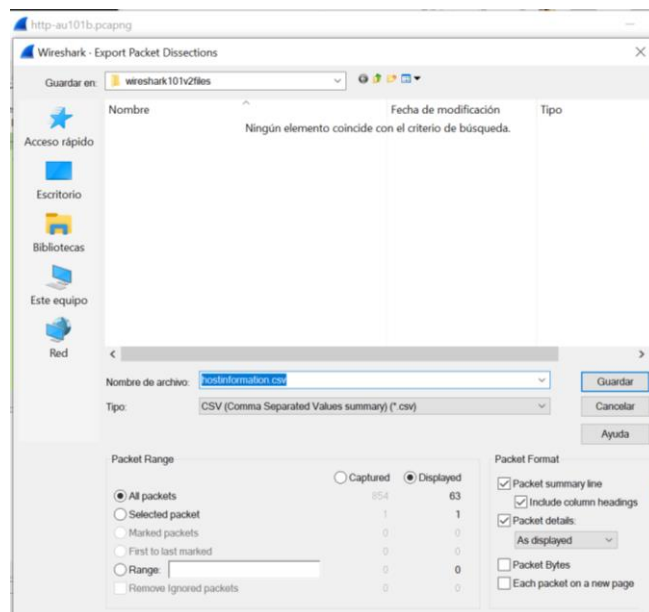 http-au101b.pcapng
Wireshark · Export Packet Dissections
Guardar en: wireshark101v2files
Nombre Fecha de modificación Tipo
Ningún elemento coincide con el criterio de búsqueda.
Acceso rápido
Escritorio
Bibliotecas
Este equipo
Red
Nombre de archivo: hostinformation.csv Guardar
Tipo: CSV (Comma Separated Values summary) (*.csv) Cancelar
Ayuda
Packet Range
Captured Displayed
All packets 854 63
Selected packet 1 1
Marked packets 0 0
First to last marked 0 0
Range: 0 0
Remove Ignored packets 0 0
Packet Format
Packet summary line
Include column headings
Packet details:
As displayed
Packet Bytes
Each packet on a new page